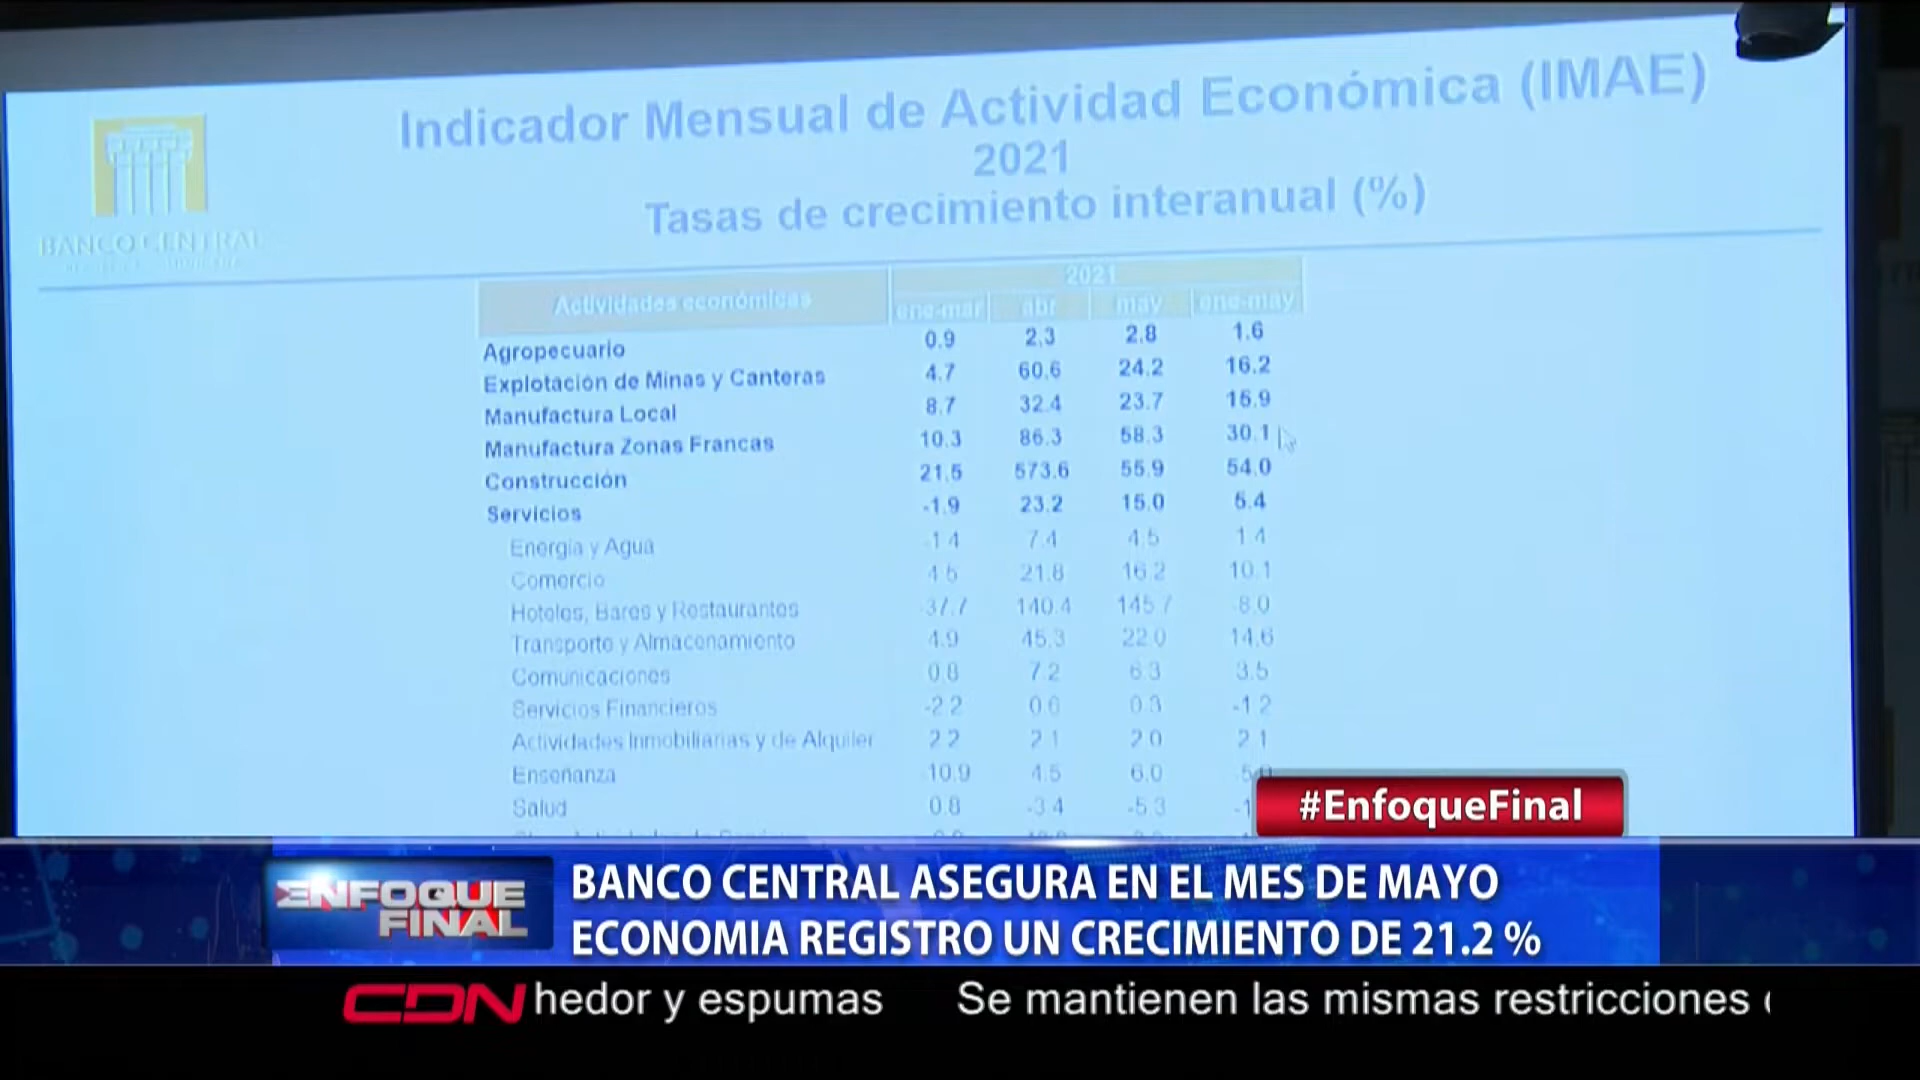 Indicador Mensual de Actividad Económica (IMAE)
2021
Tasas de crecimiento interanual (%)
BANCO CENTRAL
2021
Actividades económicas ene-mar abr may ene-may
Agropecuario 0.9 2.3 2.8 1.6
Explotación de Minas y Canteras 4.7 60.6 24.2 16.2
Manufactura Local 8.7 32.4 23.7 15.9
Manufactura Zonas Francas 10.3 86.3 58.3 30.1
Construcción 21.5 573.6 55.9 54.0
Servicios -1.9 23.2 15.0 5.4
Energía y Agua -1.4 7.4 4.5 1.4
Comercio 4.5 21.8 16.2 10.1
Hoteles, Bares y Restaurantes -37.7 140.4 145.7 -8.0
Transporte y Almacenamiento 4.9 45.3 22.0 14.6
Comunicaciones 0.8 7.2 6.3 3.5
Servicios Financieros -2.2 0.6 0.3 -1.2
Actividades Inmobiliarias y de Alquiler 2.2 2.1 2.0 2.1
Enseñanza 10.9 4.5 6.0
Salud 0.8 -3.4 -5.3
#EnfoqueFinal
ENFOQUE
FINAL
BANCO CENTRAL ASEGURA EN EL MES DE MAYO
ECONOMIA REGISTRO UN CRECIMIENTO DE 21.2 %
CDN hedor y espumas Se mantienen las mismas restricciones